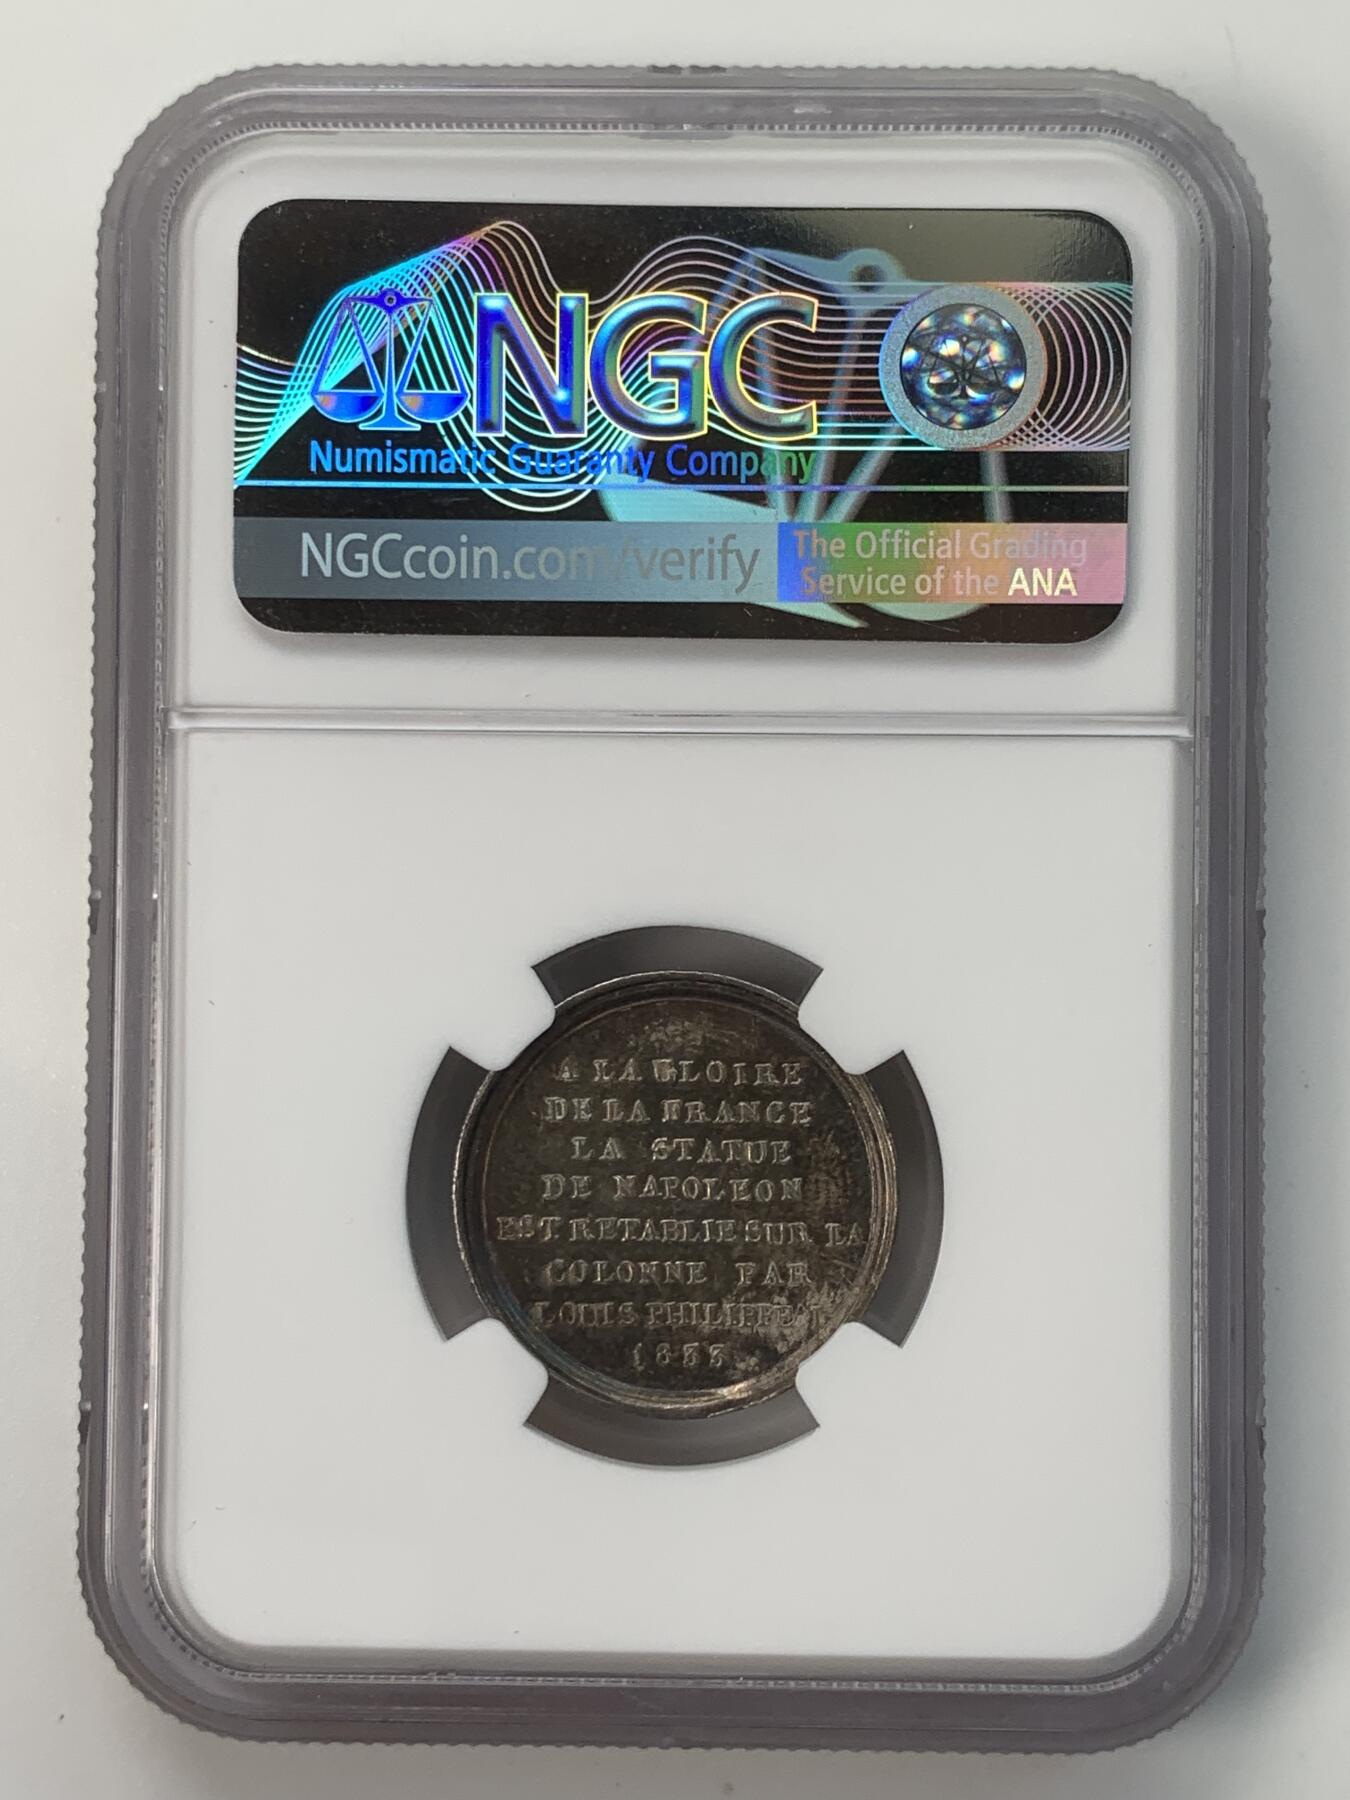 NGC
Numismatic Guaranty Company
NGCcoin.com/verify
The Official Grading
Service of the ANA
A LA GLOIRE
DE LA FRANCE
LA STATUE
DE NAPOLEON
EST RETABLIE SUR LA
COLONNE PAR
LOUIS PHILIPPE I.
1833